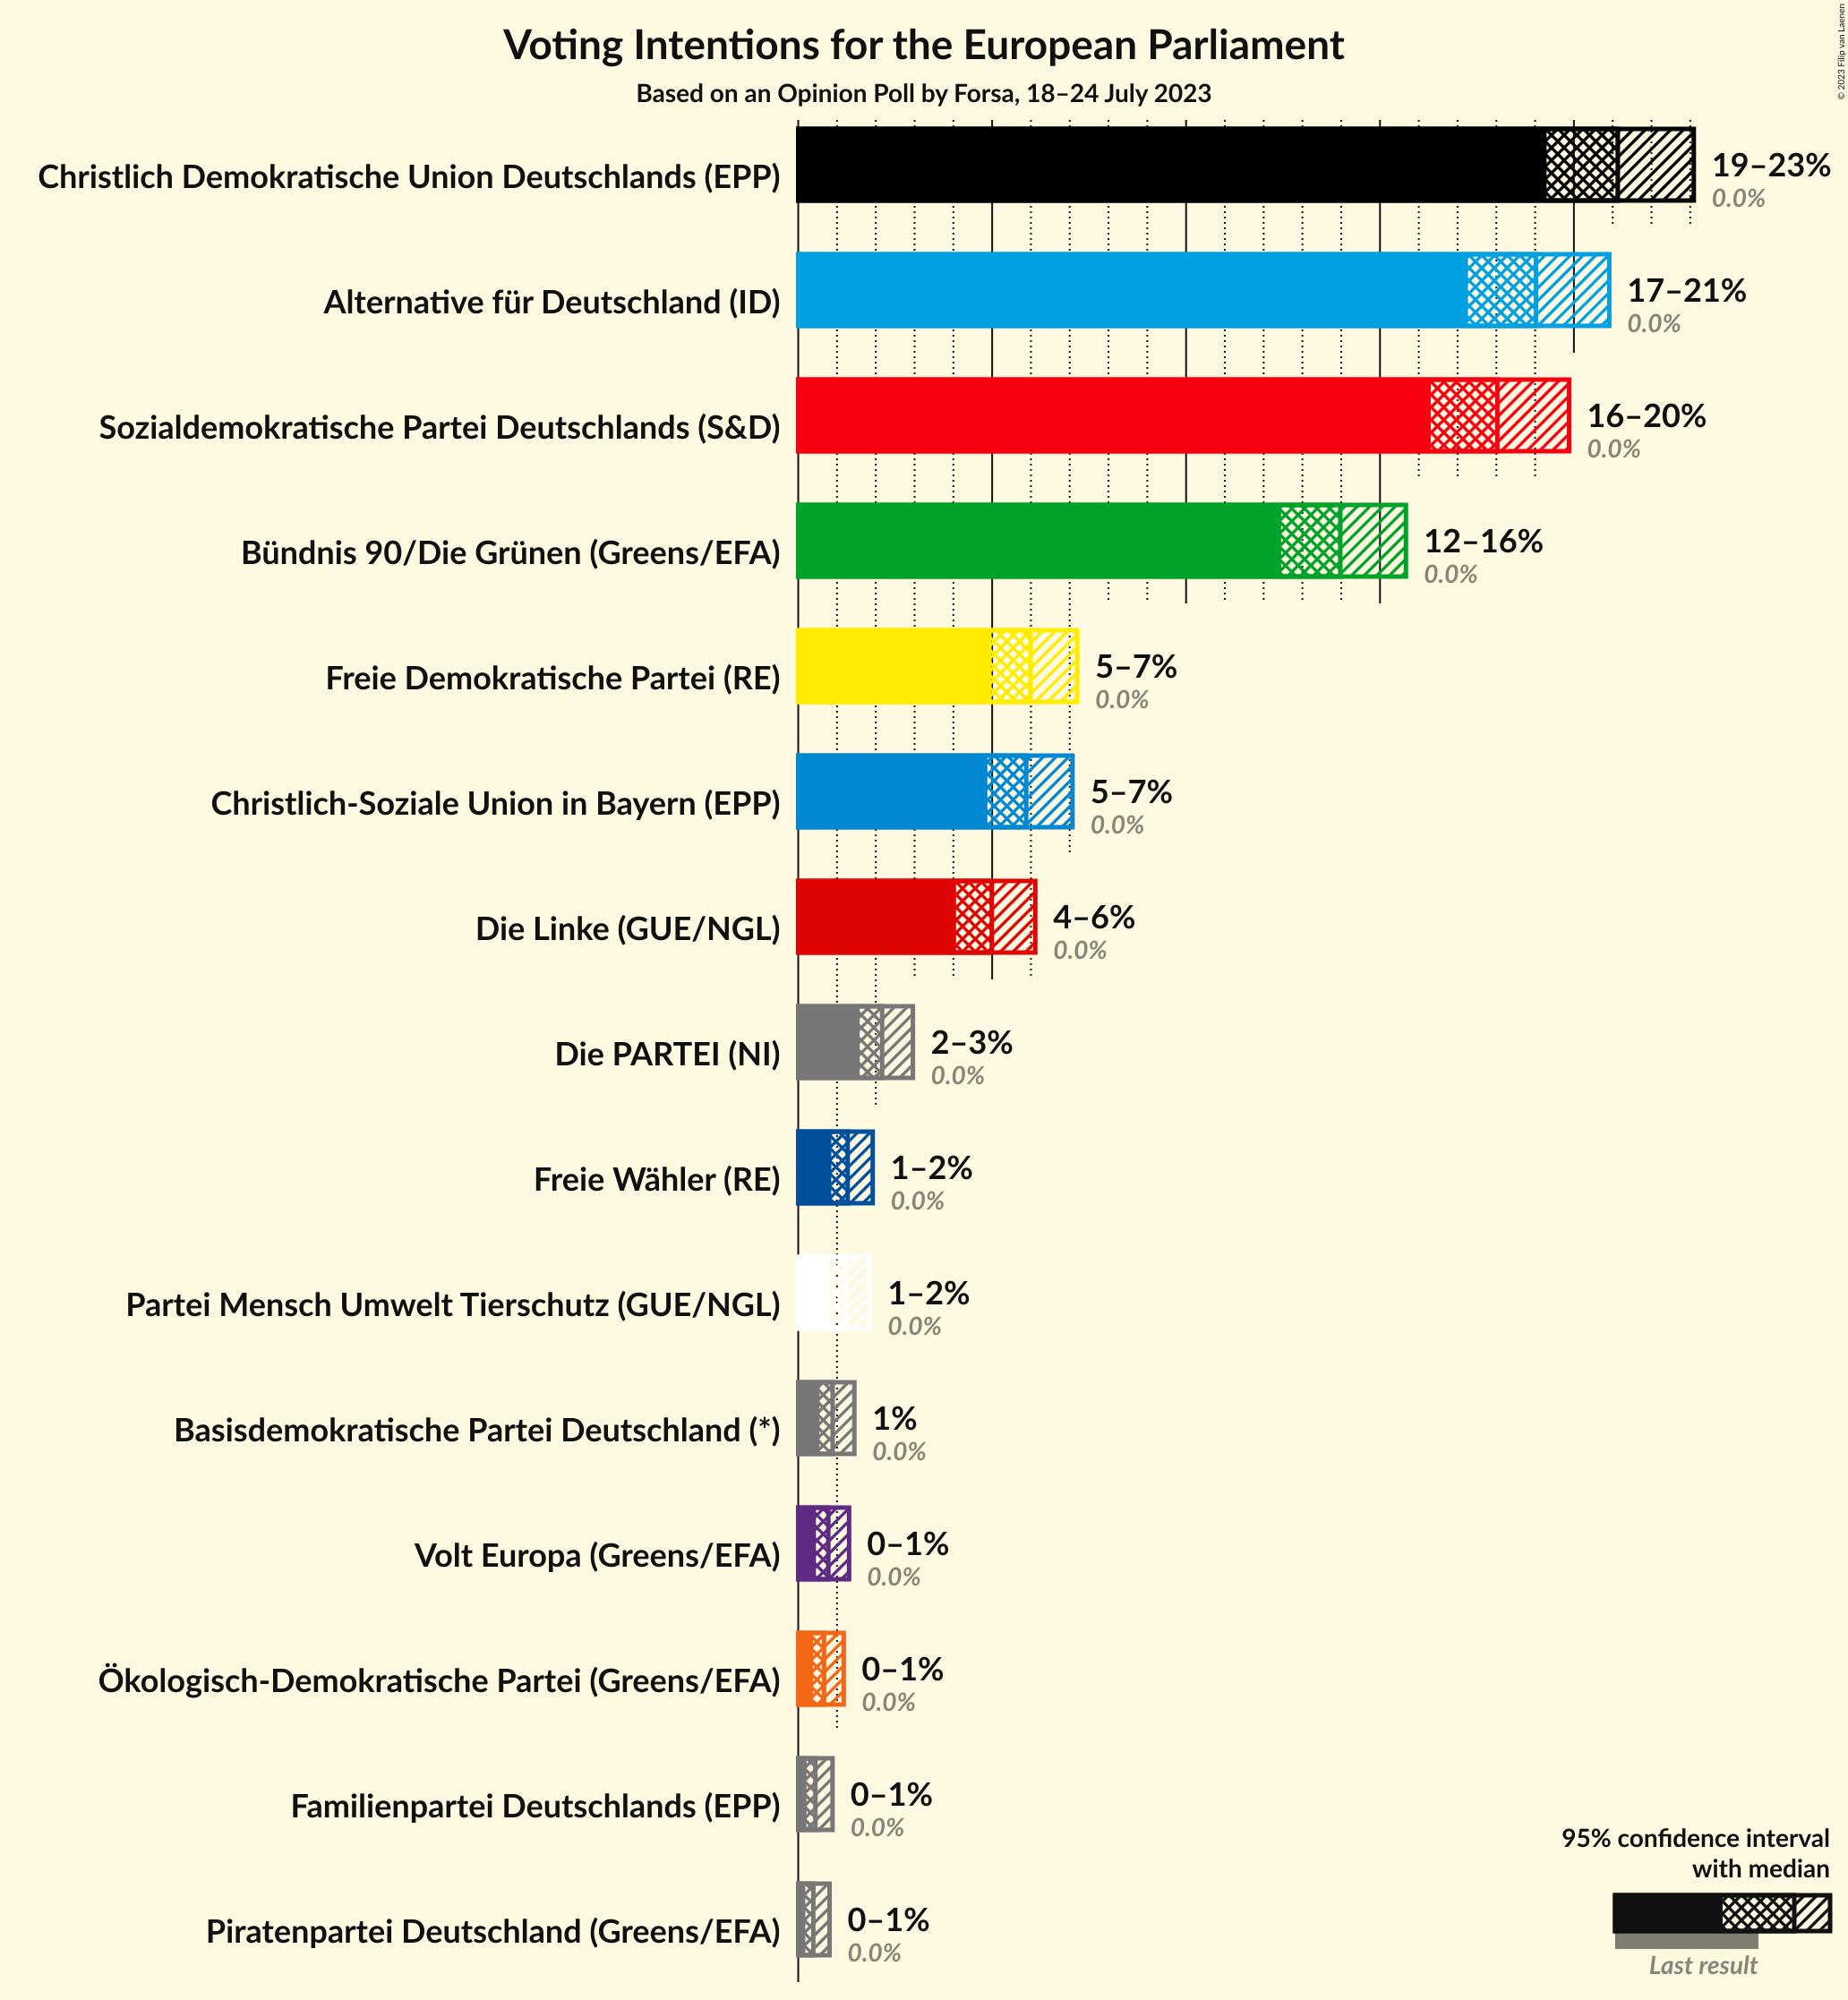 Voting Intentions for the European Parliament
Based on an Opinion Poll by Forsa, 18–24 July 2023
© 2023 Filip van Laenen
Christlich Demokratische Union Deutschlands (EPP)
19–23%
0.0%
Alternative für Deutschland (ID)
17–21%
0.0%
Sozialdemokratische Partei Deutschlands (S&D)
16–20%
0.0%
Bündnis 90/Die Grünen (Greens/EFA)
12–16%
0.0%
Freie Demokratische Partei (RE)
5–7%
0.0%
Christlich-Soziale Union in Bayern (EPP)
5–7%
0.0%
Die Linke (GUE/NGL)
4–6%
0.0%
Die PARTEI (NI)
2–3%
0.0%
Freie Wähler (RE)
1–2%
0.0%
Partei Mensch Umwelt Tierschutz (GUE/NGL)
1–2%
0.0%
Basisdemokratische Partei Deutschland (*)
1%
0.0%
Volt Europa (Greens/EFA)
0–1%
0.0%
Ökologisch-Demokratische Partei (Greens/EFA)
0–1%
0.0%
Familienpartei Deutschlands (EPP)
0–1%
0.0%
Piratenpartei Deutschland (Greens/EFA)
0–1%
0.0%
95% confidence interval
with median
Last result